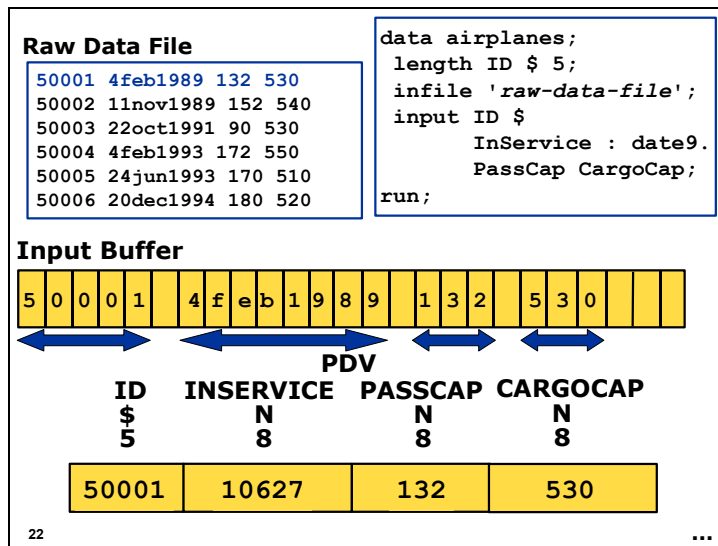 Raw Data File
50001 4feb1989 132 530
50002 11nov1989 152 540
50003 22oct1991 90 530
50004 4feb1993 172 550
50005 24jun1993 170 510
50006 20dec1994 180 520
data airplanes;
length ID $ 5;
infile 'raw-data-file';
input ID $
InService : date9.
PassCap CargoCap;
run;
Input Buffer
5 0 0 0 1 4 f e b 1 9 8 9 1 3 2 5 3 0
PDV
ID INSERVICE PASSCAP CARGOCAP
$ N N N
5 8 8 8
50001 10627 132 530
22 ...